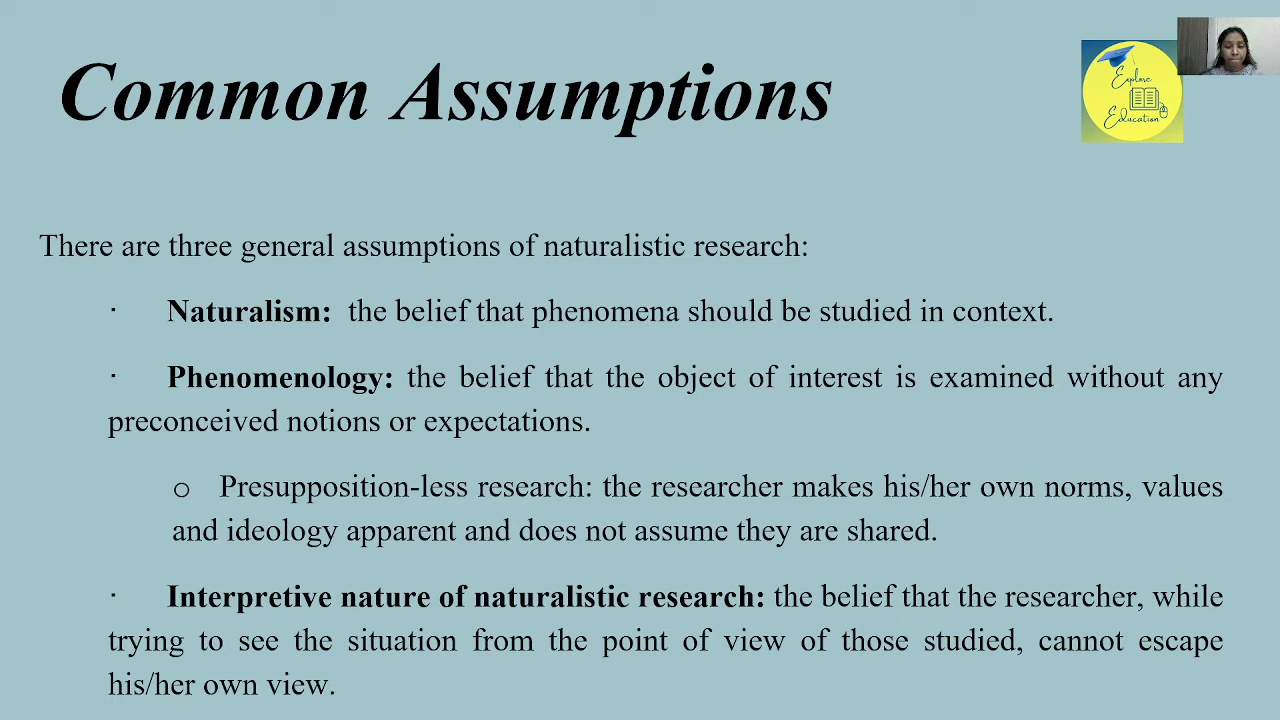 Common Assumptions
Explore
Education
There are three general assumptions of naturalistic research:
· Naturalism: the belief that phenomena should be studied in context.
· Phenomenology: the belief that the object of interest is examined without any
preconceived notions or expectations.
o Presupposition-less research: the researcher makes his/her own norms, values
and ideology apparent and does not assume they are shared.
· Interpretive nature of naturalistic research: the belief that the researcher, while
trying to see the situation from the point of view of those studied, cannot escape
his/her own view.